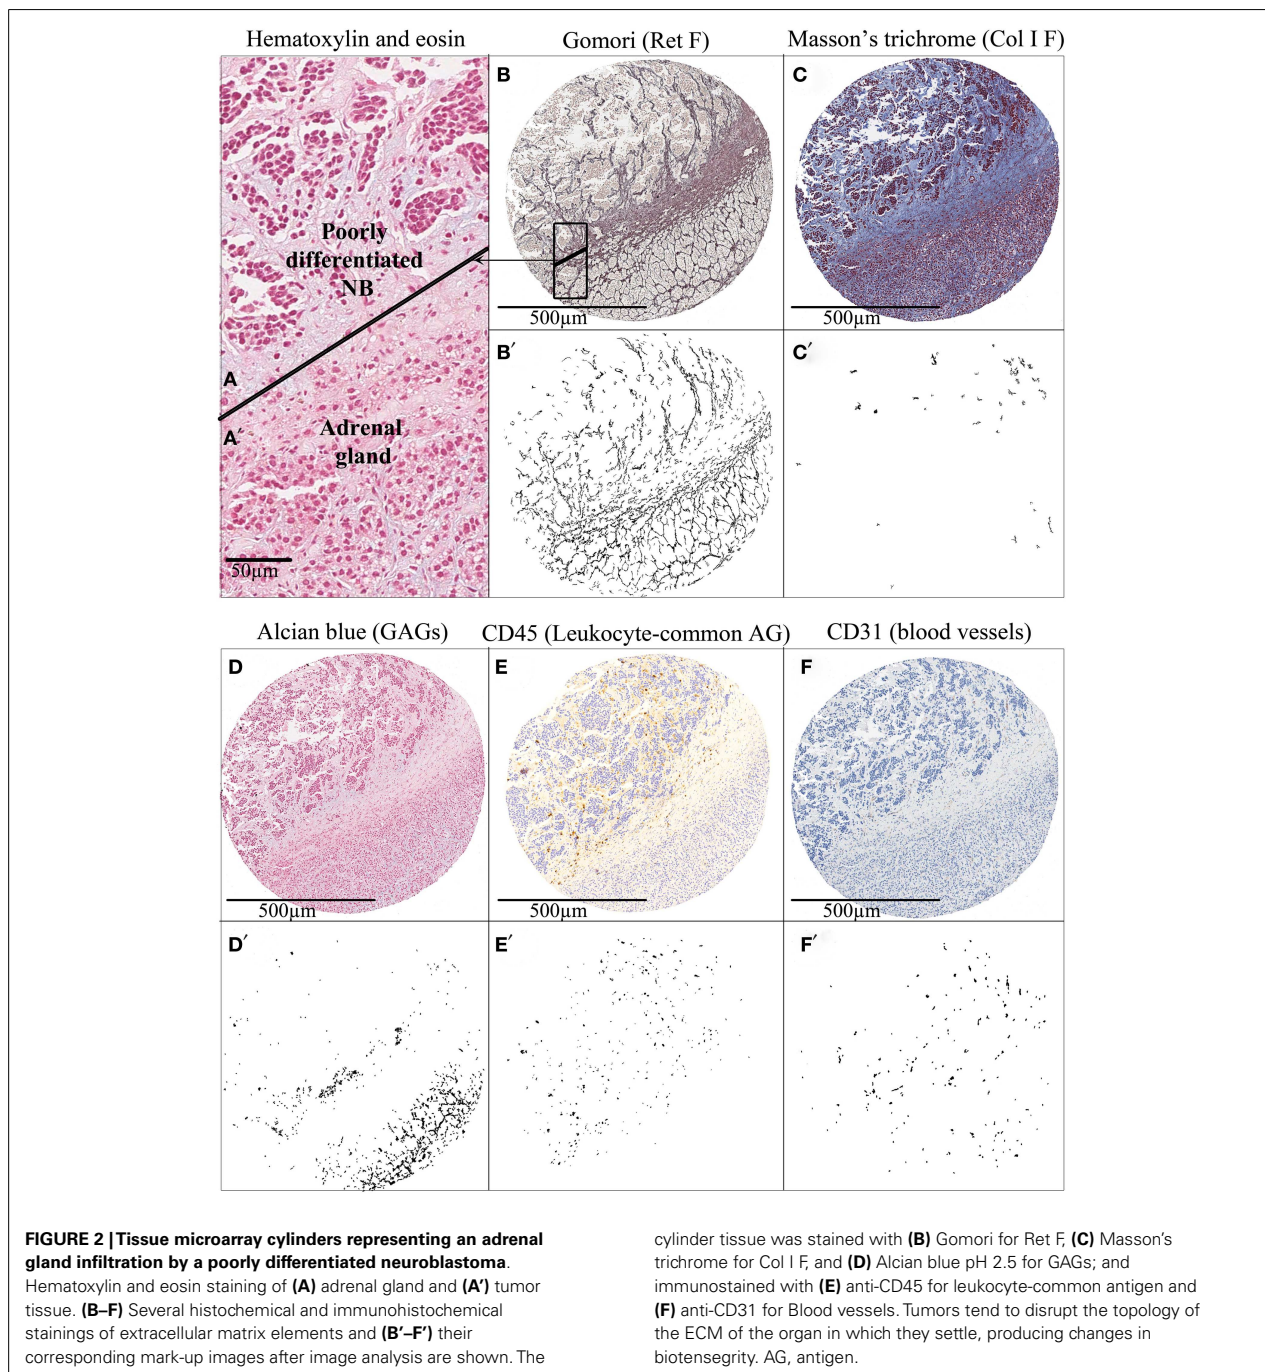 Hematoxylin and eosin
Gomori (Ret F)
Masson's trichrome (Col I F)
B
C
Poorly
differentiated
NB
A
A′
Adrenal
gland
50µm
500µm
500µm
B′
C′
Alcian blue (GAGs)
CD45 (Leukocyte-common AG)
CD31 (blood vessels)
D
E
F
500µm
500µm
500µm
D′
E′
F′
FIGURE 2 | Tissue microarray cylinders representing an adrenal
gland infiltration by a poorly differentiated neuroblastoma.
Hematoxylin and eosin staining of (A) adrenal gland and (A′) tumor
tissue. (B–F) Several histochemical and immunohistochemical
stainings of extracellular matrix elements and (B′–F′) their
corresponding mark-up images after image analysis are shown. The
cylinder tissue was stained with (B) Gomori for Ret F, (C) Masson's
trichrome for Col I F, and (D) Alcian blue pH 2.5 for GAGs; and
immunostained with (E) anti-CD45 for leukocyte-common antigen and
(F) anti-CD31 for Blood vessels. Tumors tend to disrupt the topology of
the ECM of the organ in which they settle, producing changes in
biotensegrity. AG, antigen.